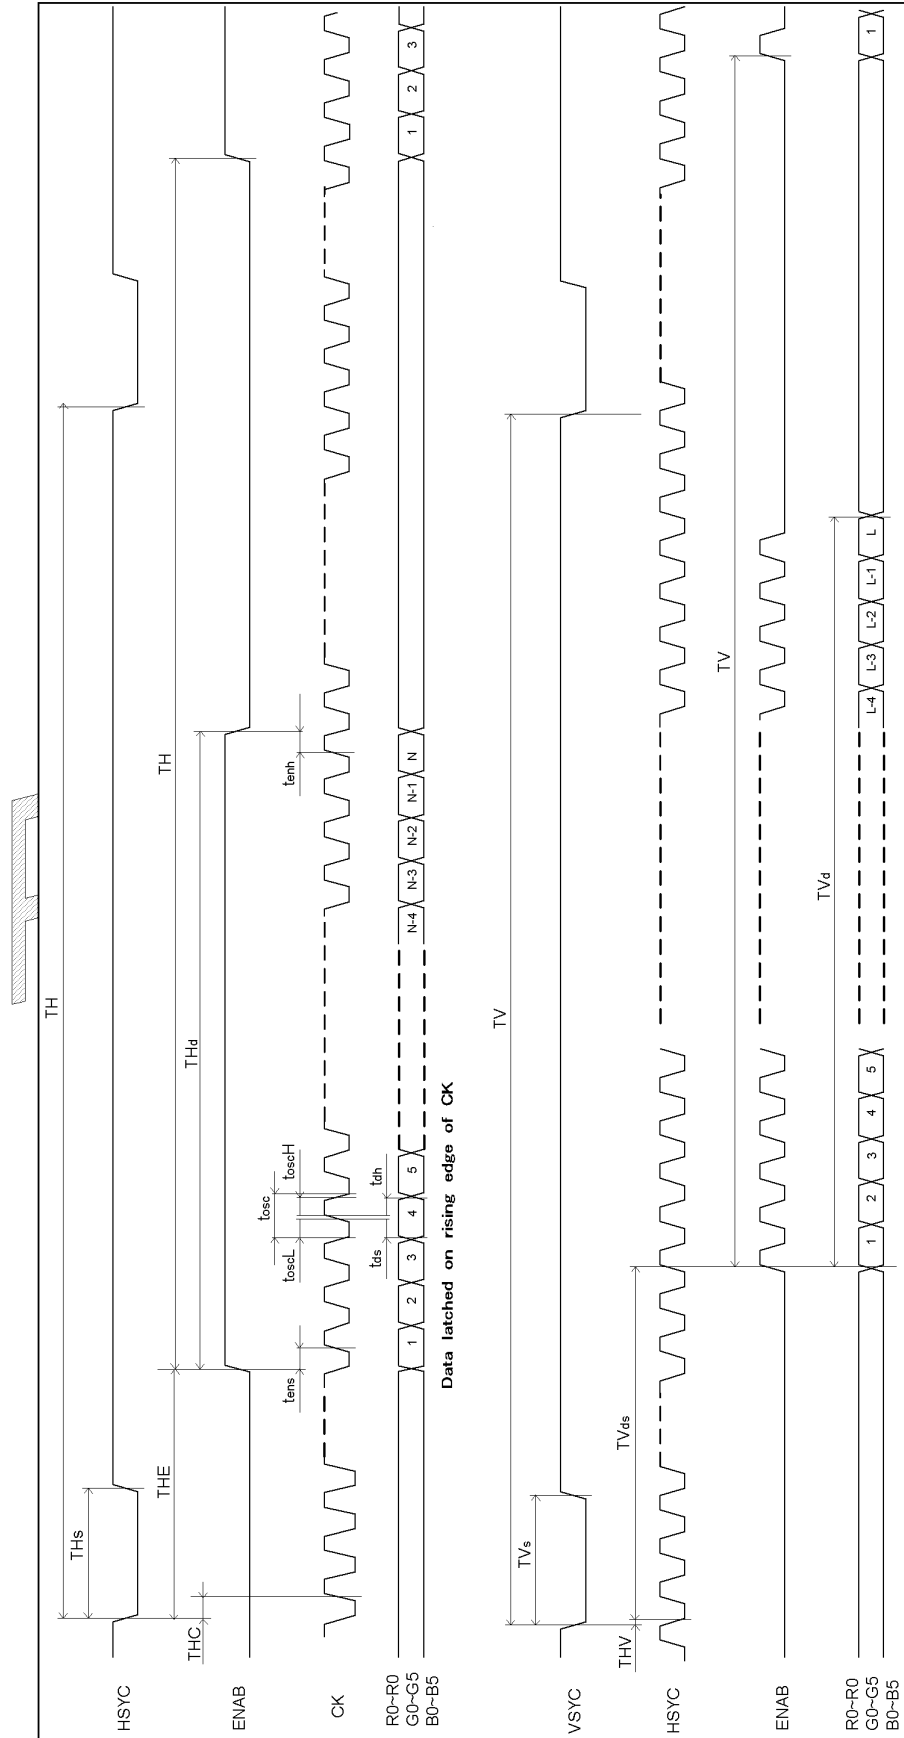 TH
THs
HSYC
TH
THE
THd
THC
ENAB
tosc
toscL
toscH
tens
tenh
CK
tds
tdh
R0~R0
G0~G5
B0~B5
1
2
3
4
5
N-4
N-3
N-2
N-1
N
1
2
3
Data latched on rising edge of CK
TV
TVs
VSYC
THV
TVds
HSYC
TV
ENAB
TVd
R0~R0
G0~G5
B0~B5
1
2
3
4
5
L-4
L-3
L-2
L-1
L
1